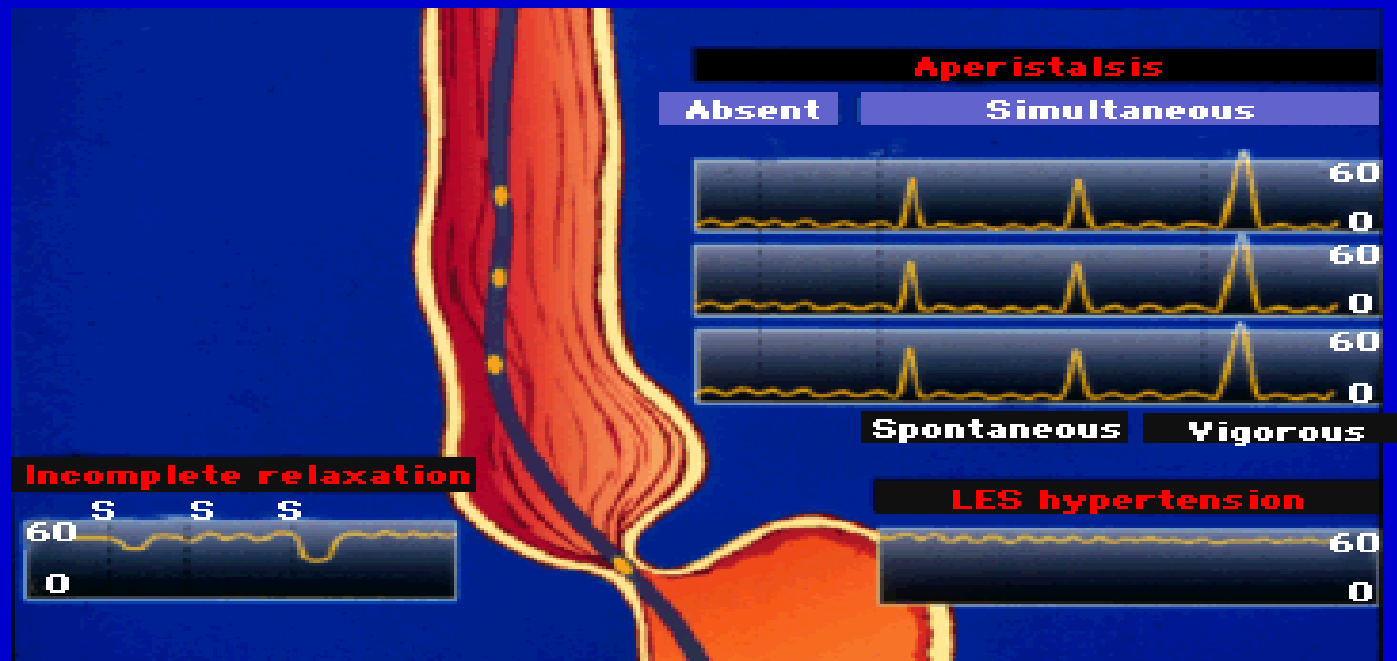 Aperistalsis
Absent Simultaneous
60
0
60
0
60
0
Spontaneous Vigorous
Incomplete relaxation
S S S
60
0
LES hypertension
60
0